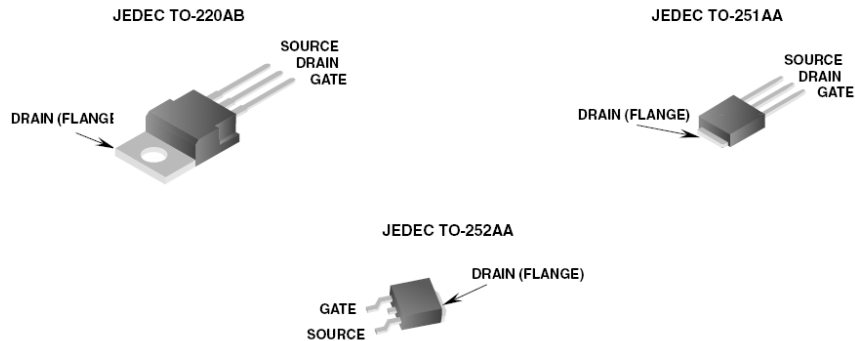 JEDEC TO-220AB
SOURCE
DRAIN
GATE
DRAIN (FLANGE
JEDEC TO-251AA
SOURCE
DRAIN
GATE
DRAIN (FLANGE)
JEDEC TO-252AA
DRAIN (FLANGE)
GATE
SOURCE